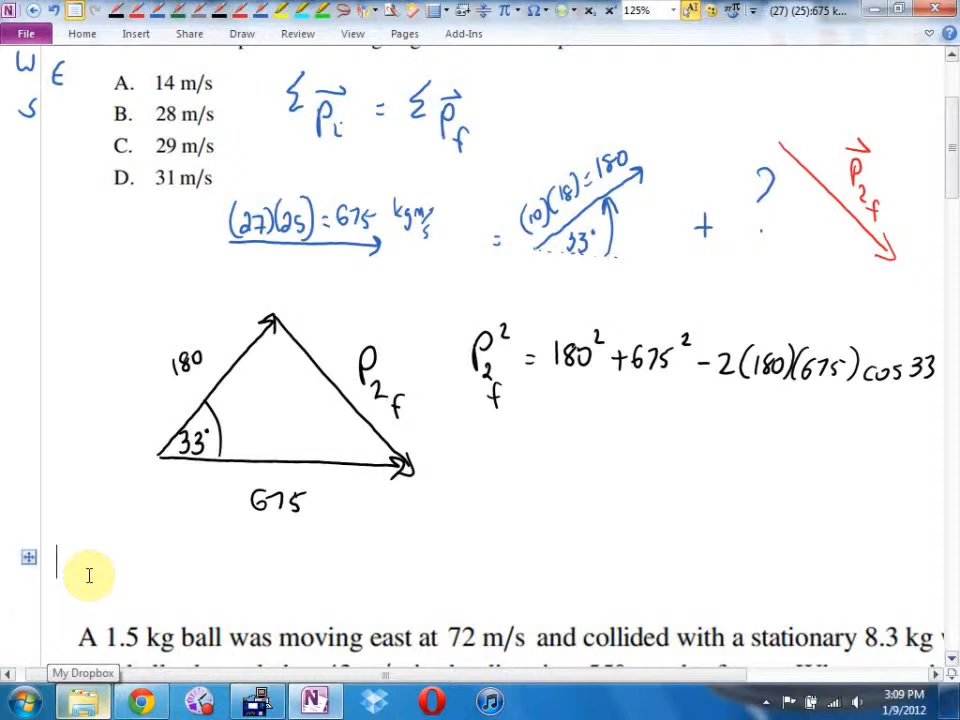 125%
(27) (25):675 k...
File Home Insert Share Draw Review View Pages Add-Ins
W E
S
A. 14 m/s
B. 28 m/s
C. 29 m/s
D. 31 m/s
Σ P⃗i = Σ P⃗f
(27)(25)=675 kgm/s = (10)(18)=180 33° + ? P⃗2f
180 P2f
33°
675
P2f² = 180² + 675² - 2(180)(675) cos 33
A 1.5 kg ball was moving east at 72 m/s and collided with a stationary 8.3 kg
My Dropbox
3:09 PM
1/9/2012